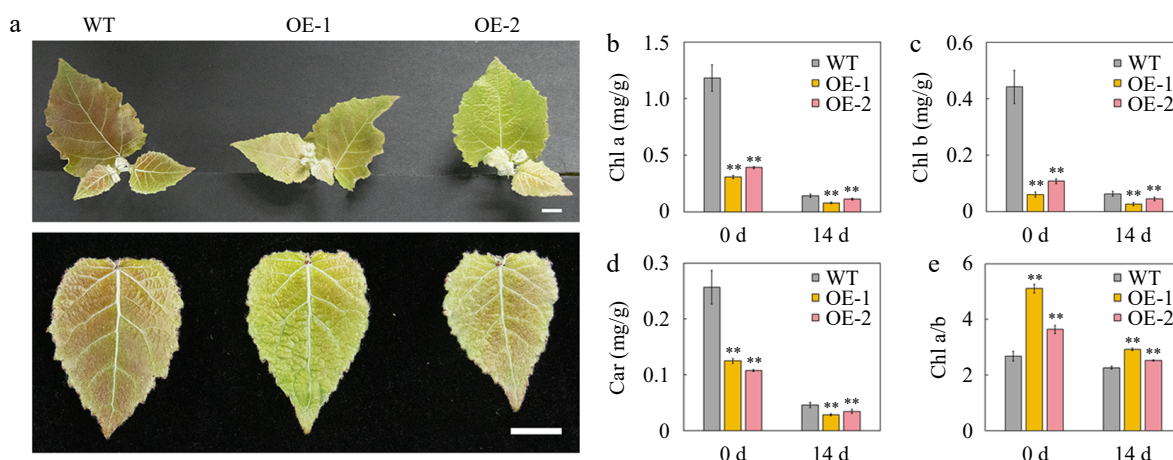 a
WT OE-1 OE-2
b
Chl a (mg/g)
1.5
1.0
0.5
0
WT
OE-1
OE-2
** **
** **
0 d 14 d
c
Chl b (mg/g)
0.6
0.4
0.2
0
WT
OE-1
OE-2
** **
** **
0 d 14 d
d
Car (mg/g)
0.3
0.2
0.1
0
WT
OE-1
OE-2
** **
** **
0 d 14 d
e
Chl a/b
6
4
2
0
WT
OE-1
OE-2
** **
** **
0 d 14 d